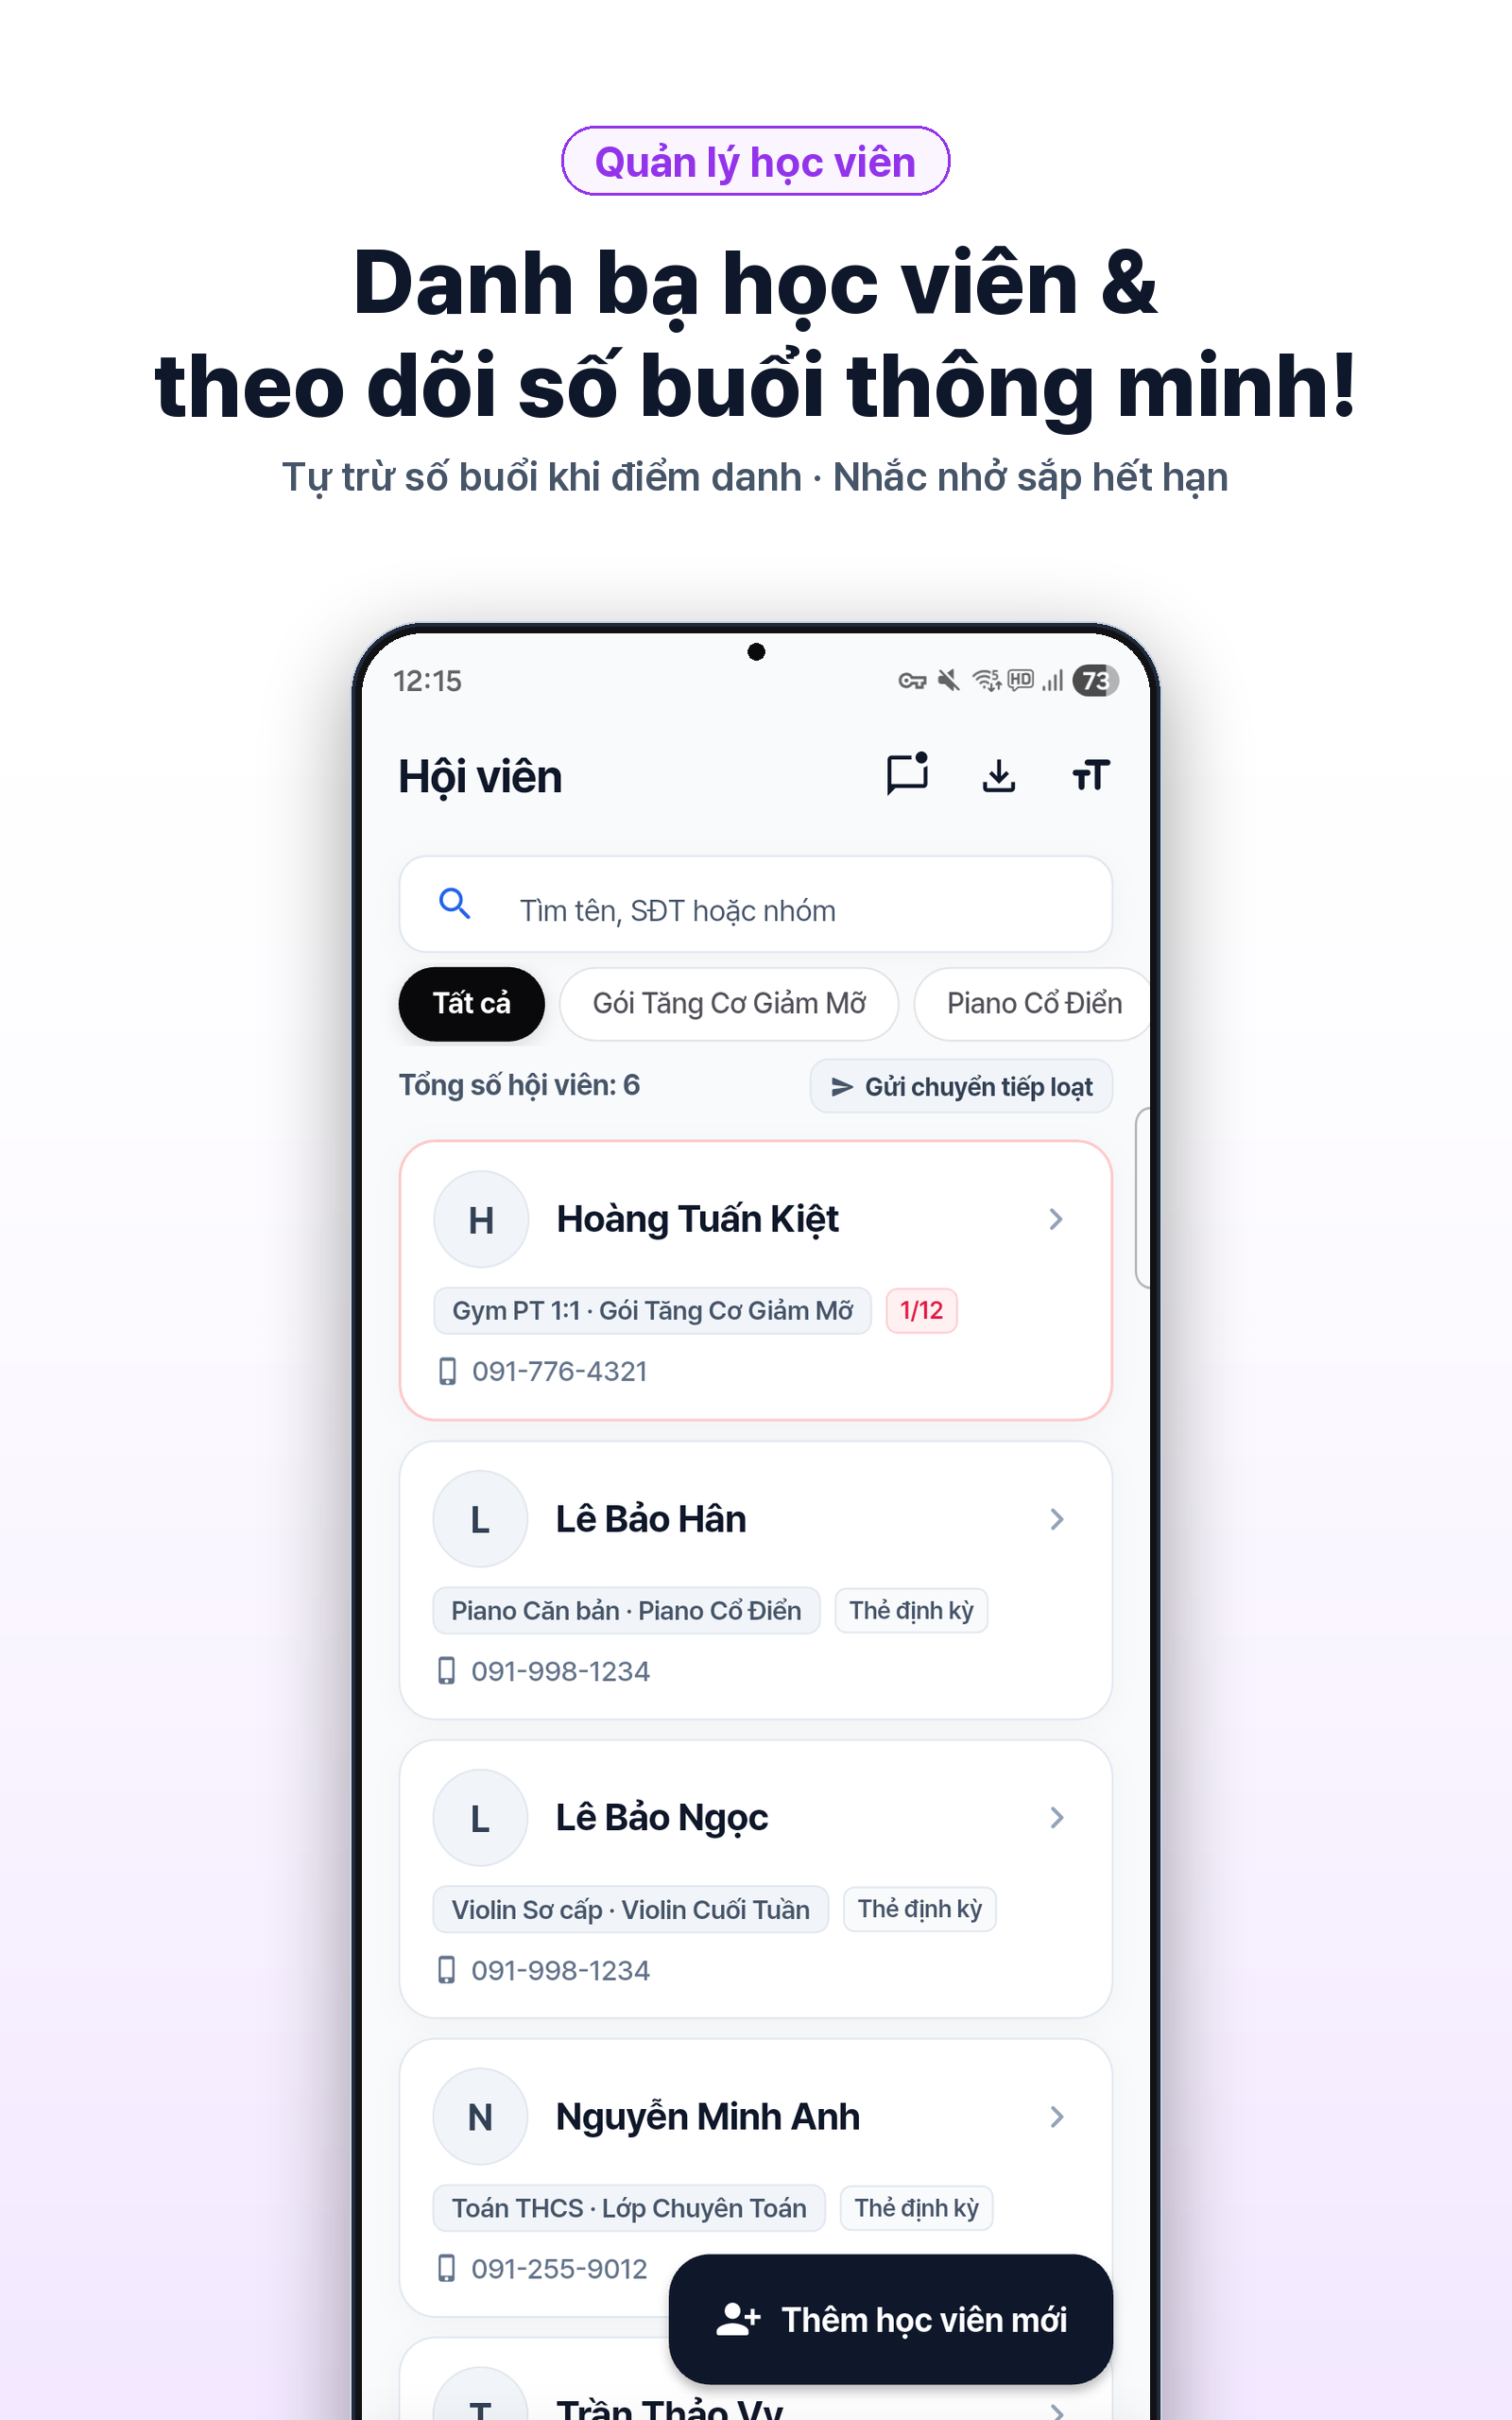 Quản lý học viên
Danh bạ học viên &
theo dõi số buổi thông minh!
Tự trừ số buổi khi điểm danh · Nhắc nhở sắp hết hạn
12:15
5
HD
73
Hội viên
Tìm tên, SĐT hoặc nhóm
Tất cả
Gói Tăng Cơ Giảm Mỡ
Piano Cổ Điển
Tổng số hội viên: 6
Gửi chuyển tiếp loạt
H
Hoàng Tuấn Kiệt
Gym PT 1:1 · Gói Tăng Cơ Giảm Mỡ
1/12
091-776-4321
L
Lê Bảo Hân
Piano Căn bản · Piano Cổ Điển
Thẻ định kỳ
091-998-1234
L
Lê Bảo Ngọc
Violin Sơ cấp · Violin Cuối Tuần
Thẻ định kỳ
091-998-1234
N
Nguyễn Minh Anh
Toán THCS · Lớp Chuyên Toán
Thẻ định kỳ
091-255-9012
Thêm học viên mới
T
Trần Thảo Vy